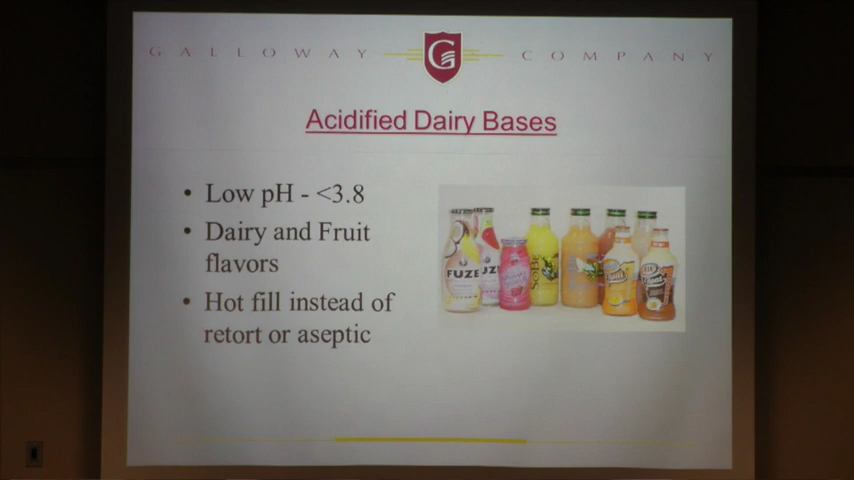 GALLOWAY G COMPANY
Acidified Dairy Bases
• Low pH - <3.8
• Dairy and Fruit
flavors
• Hot fill instead of
retort or aseptic
FUZE
SoBe